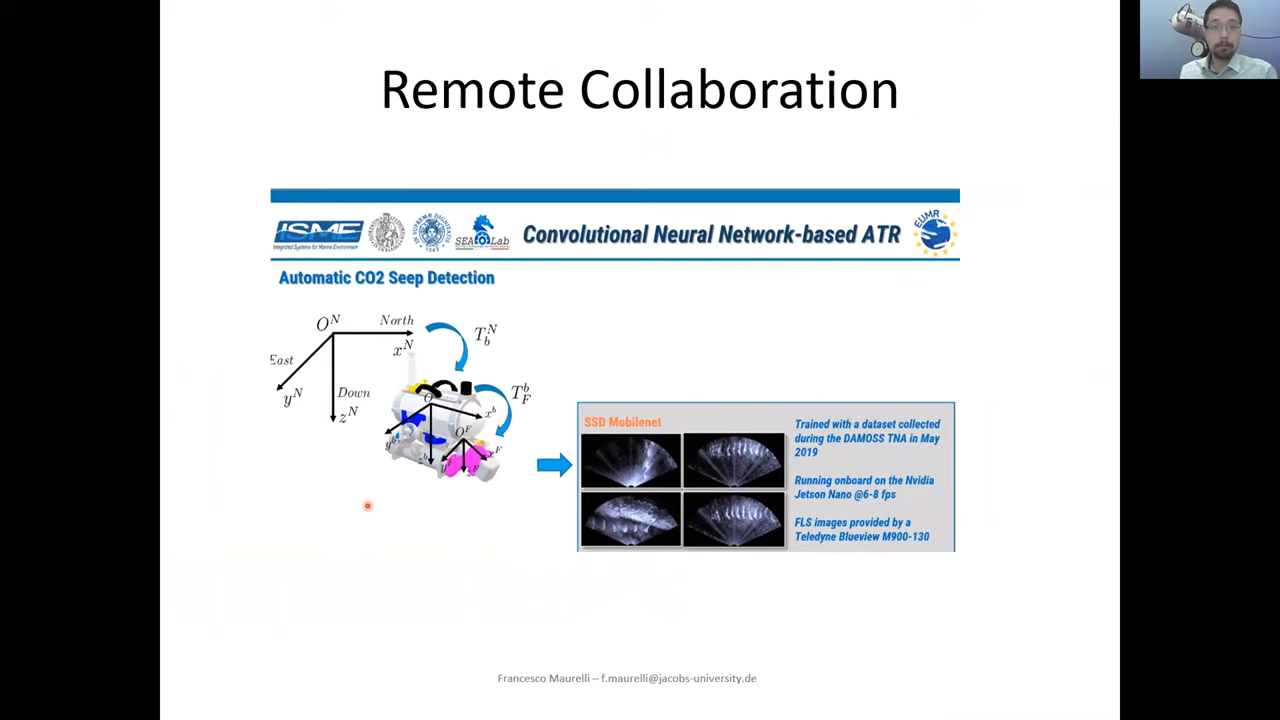 Remote Collaboration
ISME
Integrated Systems for Marine Environment
SEA Lab
Convolutional Neural Network-based ATR
EUMR
Automatic CO2 Seep Detection
O^N
North
x^N
T_b^N
East
y^N
Down
z^N
T_F^b
O
x^b
y^b
z^b
O^F
x^F
y^F
z^F
SSD Mobilenet
Trained with a dataset collected
during the DAMOSS TNA in May
2019
Running onboard on the Nvidia
Jetson Nano @6-8 fps
FLS images provided by a
Teledyne Blueview M900-130
Francesco Maurelli – f.maurelli@jacobs-university.de